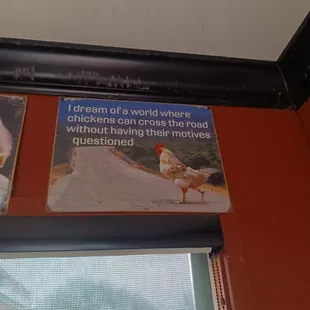 I dream of a world where
chickens can cross the road
without having their motives
questioned